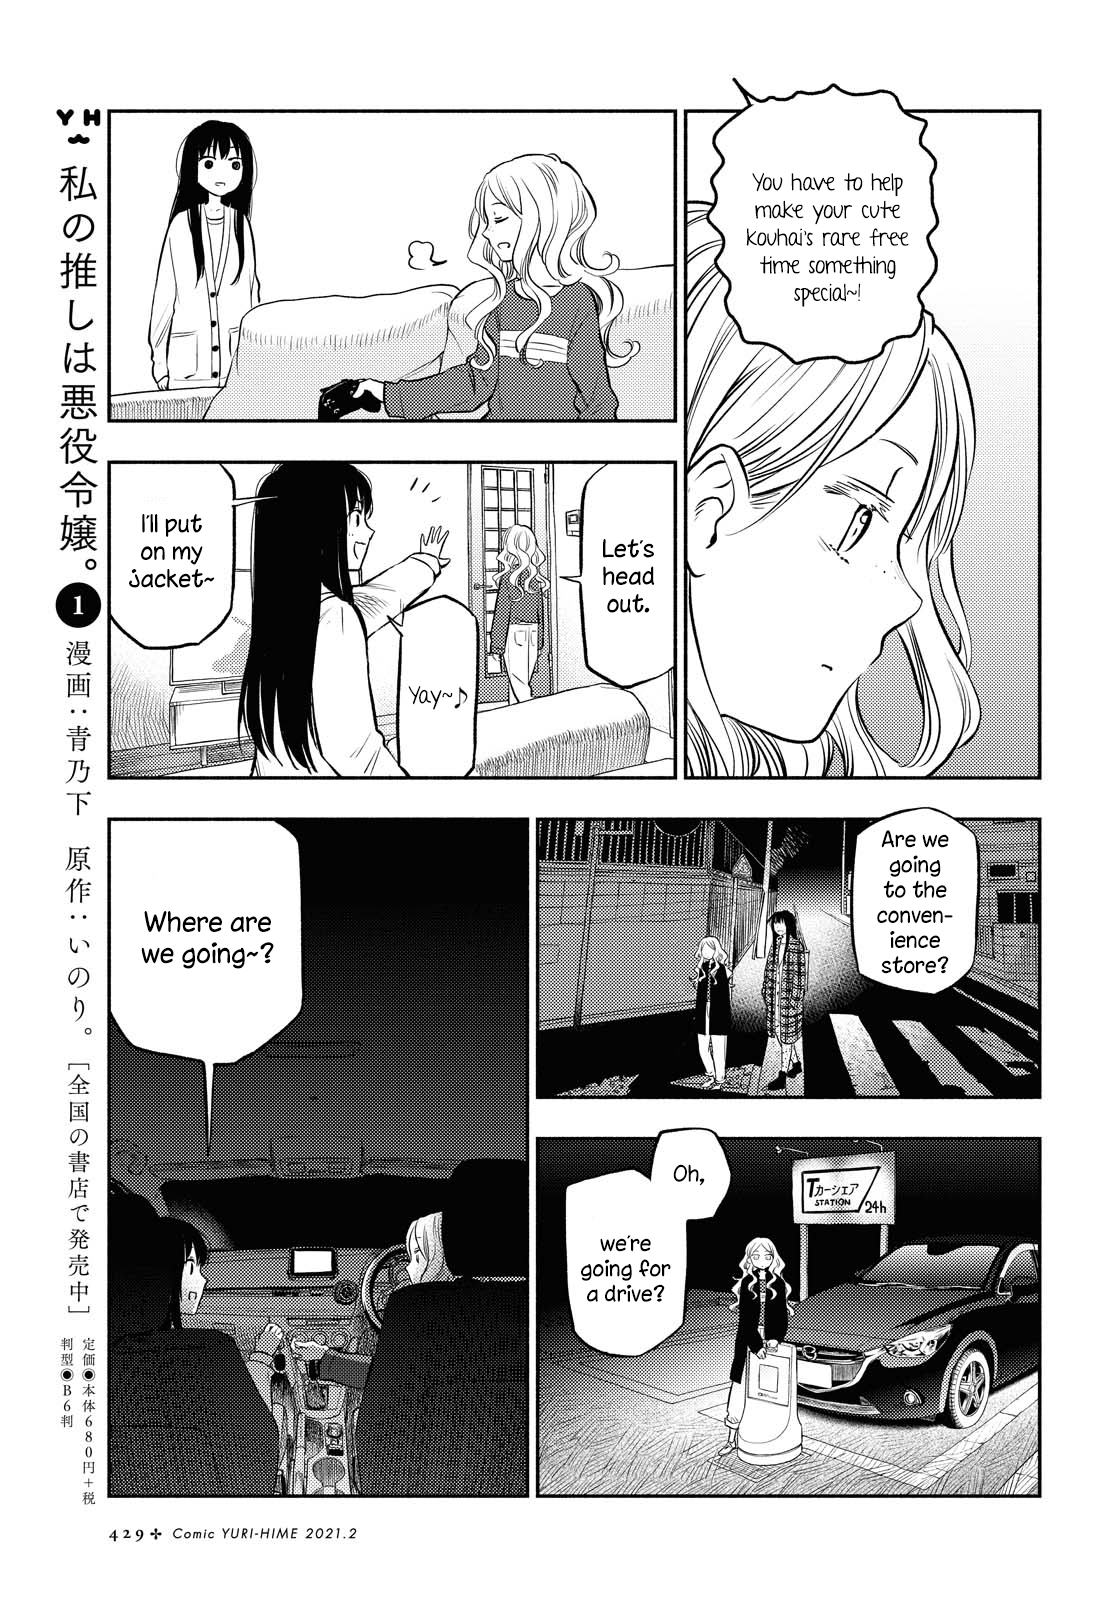 You have to help
make your cute
Kouhai's rare free
time something
special~!
Let's
head
out.
I'll put
on my
jacket~
Yay~♪
Are we
going
to the
conven-
ience
store?
Oh,
we're
going for
a drive?
Tカーシェア
STATION
24h
Where are
we going~?
YH
私の推しは悪役令嬢。
1
漫画：青乃下　原作：いのり。［全国の書店で発売中］
定価◉本体680円+税
判型◉B6判
429 Comic YURI-HIME 2021.2